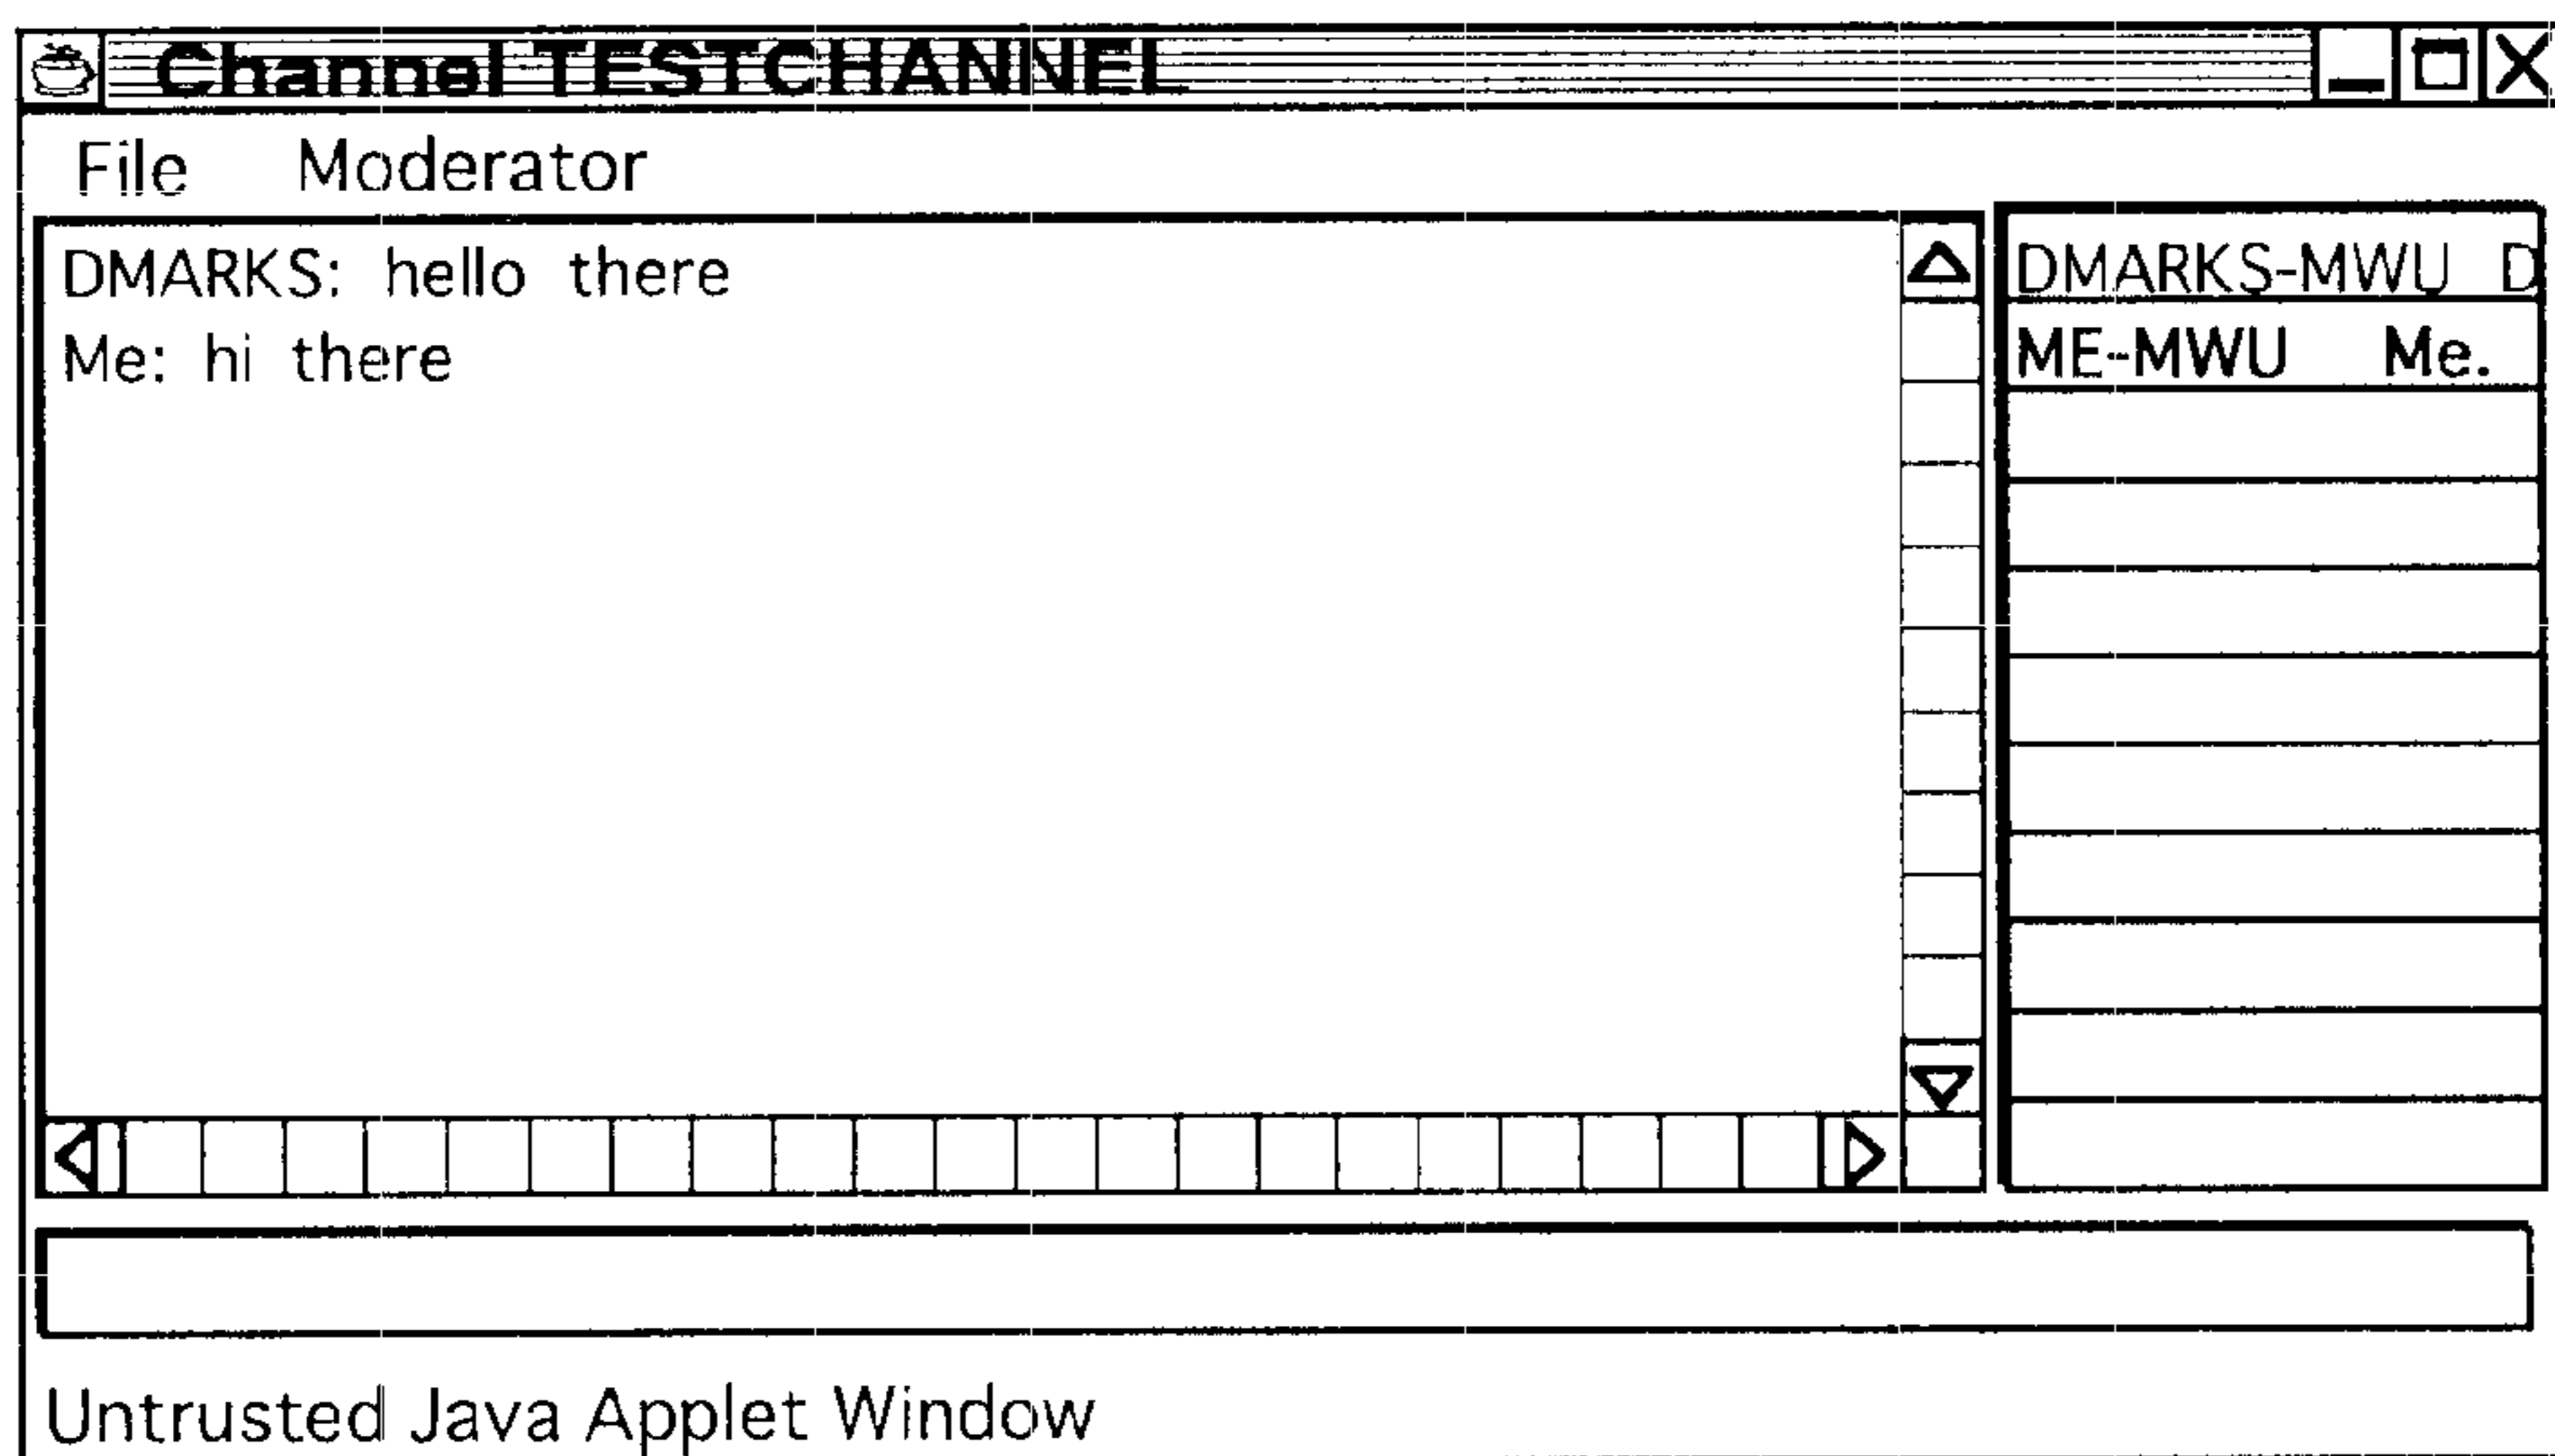 Channel TESTCHANNEL
File Moderator
DMARKS: hello there
Me: hi there
DMARKS-MWU D
ME-MWU Me.
Untrusted Java Applet Window